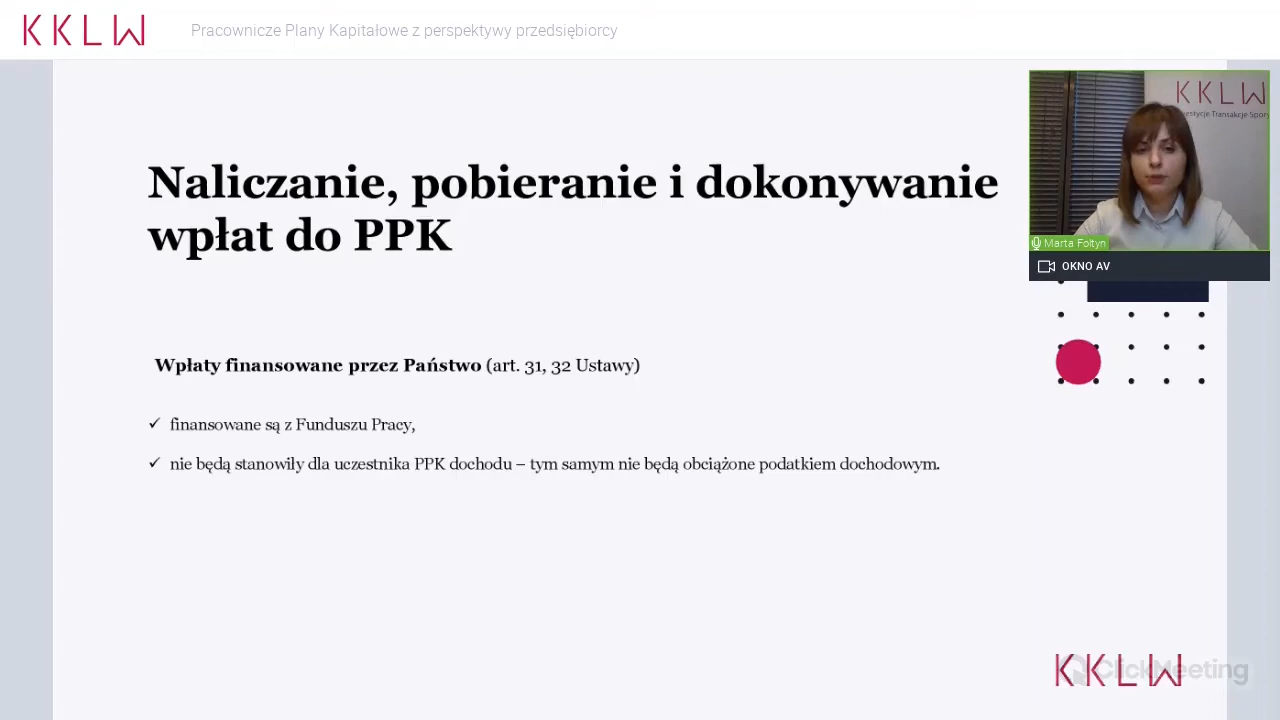 KKLW
Pracownicze Plany Kapitałowe z perspektywy przedsiębiorcy
KKLW
Transakcje
Marta Fołtyn
OKNO AV
Naliczanie, pobieranie i dokonywanie
wpłat do PPK
Wpłaty finansowane przez Państwo (art. 31, 32 Ustawy)
✓ finansowane są z Funduszu Pracy,
✓ nie będą stanowiły dla uczestnika PPK dochodu – tym samym nie będą obciążone podatkiem dochodowym.
KKLW
ClickMeeting